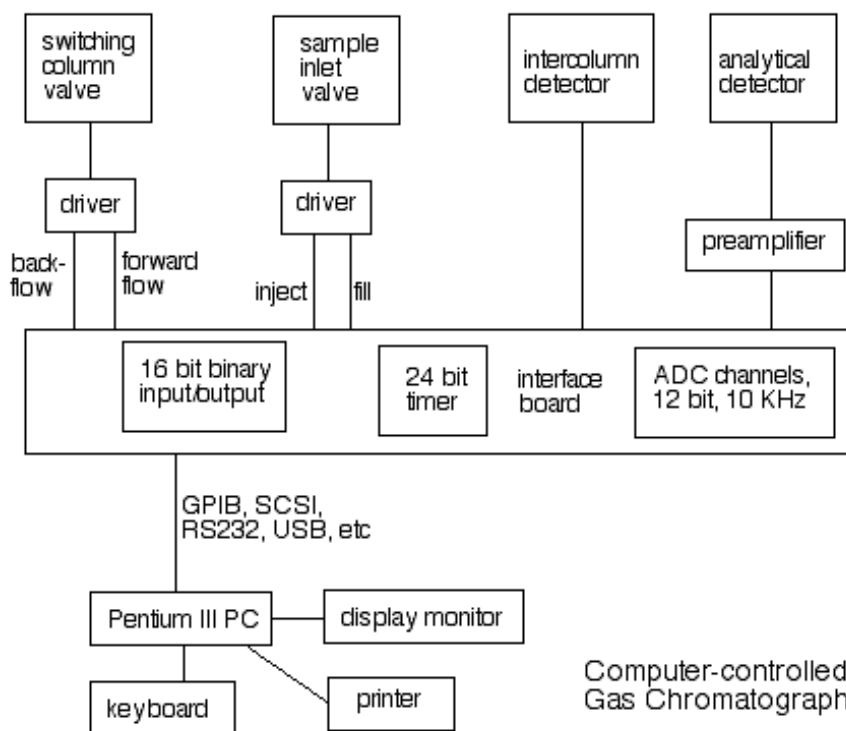 switching
column
valve
sample
inlet
valve
intercolumn
detector
analytical
detector
driver
driver
preamplifier
back-
flow
forward
flow
inject
fill
16 bit binary
input/output
24 bit
timer
interface
board
ADC channels,
12 bit, 10 KHz
GPIB, SCSI,
RS232, USB, etc
Pentium III PC
display monitor
keyboard
printer
Computer-controlled
Gas Chromatograph